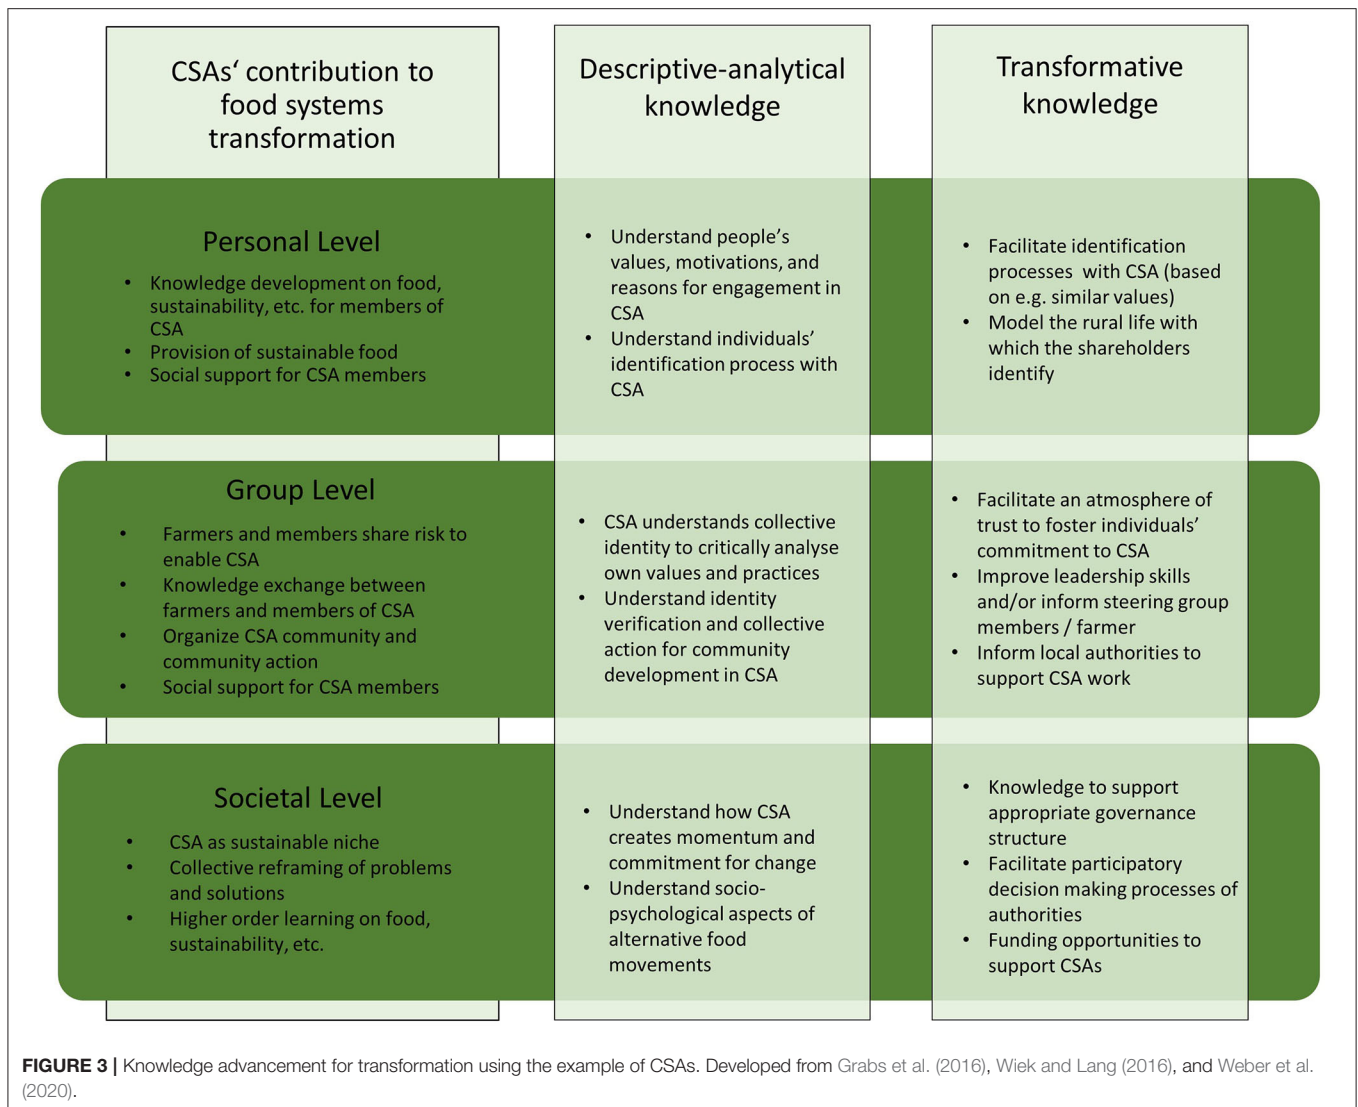 CSAs‘ contribution to
food systems
transformation
Descriptive-analytical
knowledge
Transformative
knowledge
Personal Level
• Knowledge development on food,
sustainability, etc. for members of
CSA
• Provision of sustainable food
• Social support for CSA members
• Understand people’s
values, motivations, and
reasons for engagement in
CSA
• Understand individuals’
identification process with
CSA
• Facilitate identification
processes with CSA (based
on e.g. similar values)
• Model the rural life with
which the shareholders
identify
Group Level
• Farmers and members share risk to
enable CSA
• Knowledge exchange between
farmers and members of CSA
• Organize CSA community and
community action
• Social support for CSA members
• CSA understands collective
identity to critically analyse
own values and practices
• Understand identity
verification and collective
action for community
development in CSA
• Facilitate an atmosphere of
trust to foster individuals’
commitment to CSA
• Improve leadership skills
and/or inform steering group
members / farmer
• Inform local authorities to
support CSA work
Societal Level
• CSA as sustainable niche
• Collective reframing of problems
and solutions
• Higher order learning on food,
sustainability, etc.
• Understand how CSA
creates momentum and
commitment for change
• Understand socio-
psychological aspects of
alternative food
movements
• Knowledge to support
appropriate governance
structure
• Facilitate participatory
decision making processes of
authorities
• Funding opportunities to
support CSAs
FIGURE 3 | Knowledge advancement for transformation using the example of CSAs. Developed from Grabs et al. (2016), Wiek and Lang (2016), and Weber et al.
(2020).